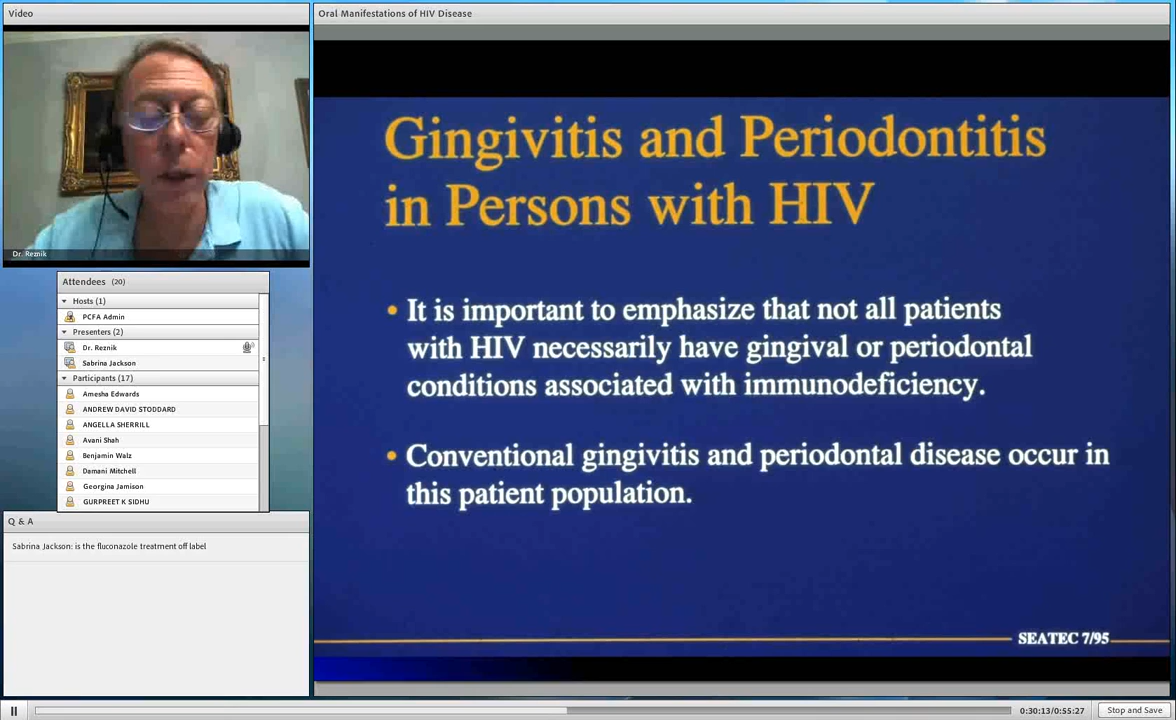 Video
Dr. Reznik
Attendees (20)
Hosts (1)
PCFA Admin
Presenters (2)
Dr. Reznik
Sabrina Jackson
Participants (17)
Amesha Edwards
ANDREW DAVID STODDARD
ANGELLA SHERRILL
Avani Shah
Benjamin Walz
Damani Mitchell
Georgina Jamison
GURPREET K SIDHU
Q & A
Sabrina Jackson: is the fluconazole treatment off label
Oral Manifestations of HIV Disease
Gingivitis and Periodontitis
in Persons with HIV
• It is important to emphasize that not all patients
with HIV necessarily have gingival or periodontal
conditions associated with immunodeficiency.
• Conventional gingivitis and periodontal disease occur in
this patient population.
SEATEC 7/95
0:30:13/0:55:27
Stop and Save